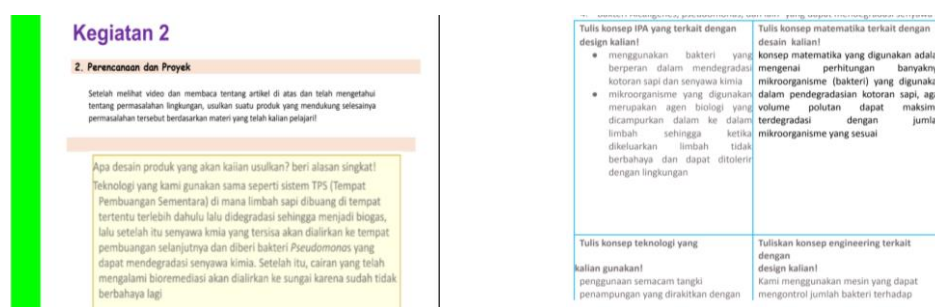 Kegiatan 2
2. Perencanaan dan Proyek
Setelah melihat video dan membaca tentang artikel di atas dan telah mengetahui
tentang permasalahan lingkungan, usulkan suatu produk yang mendukung selesainya
permasalahan tersebut berdasarkan materi yang telah kalian pelajari!
Apa desain produk yang akan kalian usulkan? beri alasan singkat!
Teknologi yang kami gunakan sama seperti sistem TPS (Tempat
Pembuangan Sementara) di mana limbah sapi dibuang di tempat
tertentu terlebih dahulu lalu didegradasi sehingga menjadi biogas,
lalu setelah itu senyawa kmia yang tersisa akan dialirkan ke tempat
pembuangan selanjutnya dan diberi bakteri Pseudomonos yang
dapat mendegradasi senyawa kimia. Setelah itu, cairan yang telah
mengalami bioremediasi akan dialirkan ke sungai karena sudah tidak
berbahaya lagi
Tulis konsep IPA yang terkait dengan
design kalian!
• menggunakan bakteri yang
berperan dalam mendegradasi
kotoran sapi dan senyawa kimia
• mikroorganisme yang digunakan
merupakan agen biologi yang
dicampurkan dalam ke dalam
limbah sehingga ketika
dikeluarkan limbah tidak
berbahaya dan dapat ditolerir
dengan lingkungan
Tulis konsep matematika terkait dengan
desain kalian!
konsep matematika yang digunakan adala
mengenai perhitungan banyakny
mikroorganisme (bakteri) yang digunaka
dalam pendegradasian kotoran sapi, aga
volume polutan dapat maksim
terdegradasi dengan jumla
mikroorganisme yang sesuai
Tulis konsep teknologi yang
kalian gunakan!
penggunaan semacam tangki
penampungan yang dirakitkan dengan
Tuliskan konsep engineering terkait
dengan
design kalian!
Kami menggunakan mesin yang dapat
mengontrol jumlah bakteri terhadap